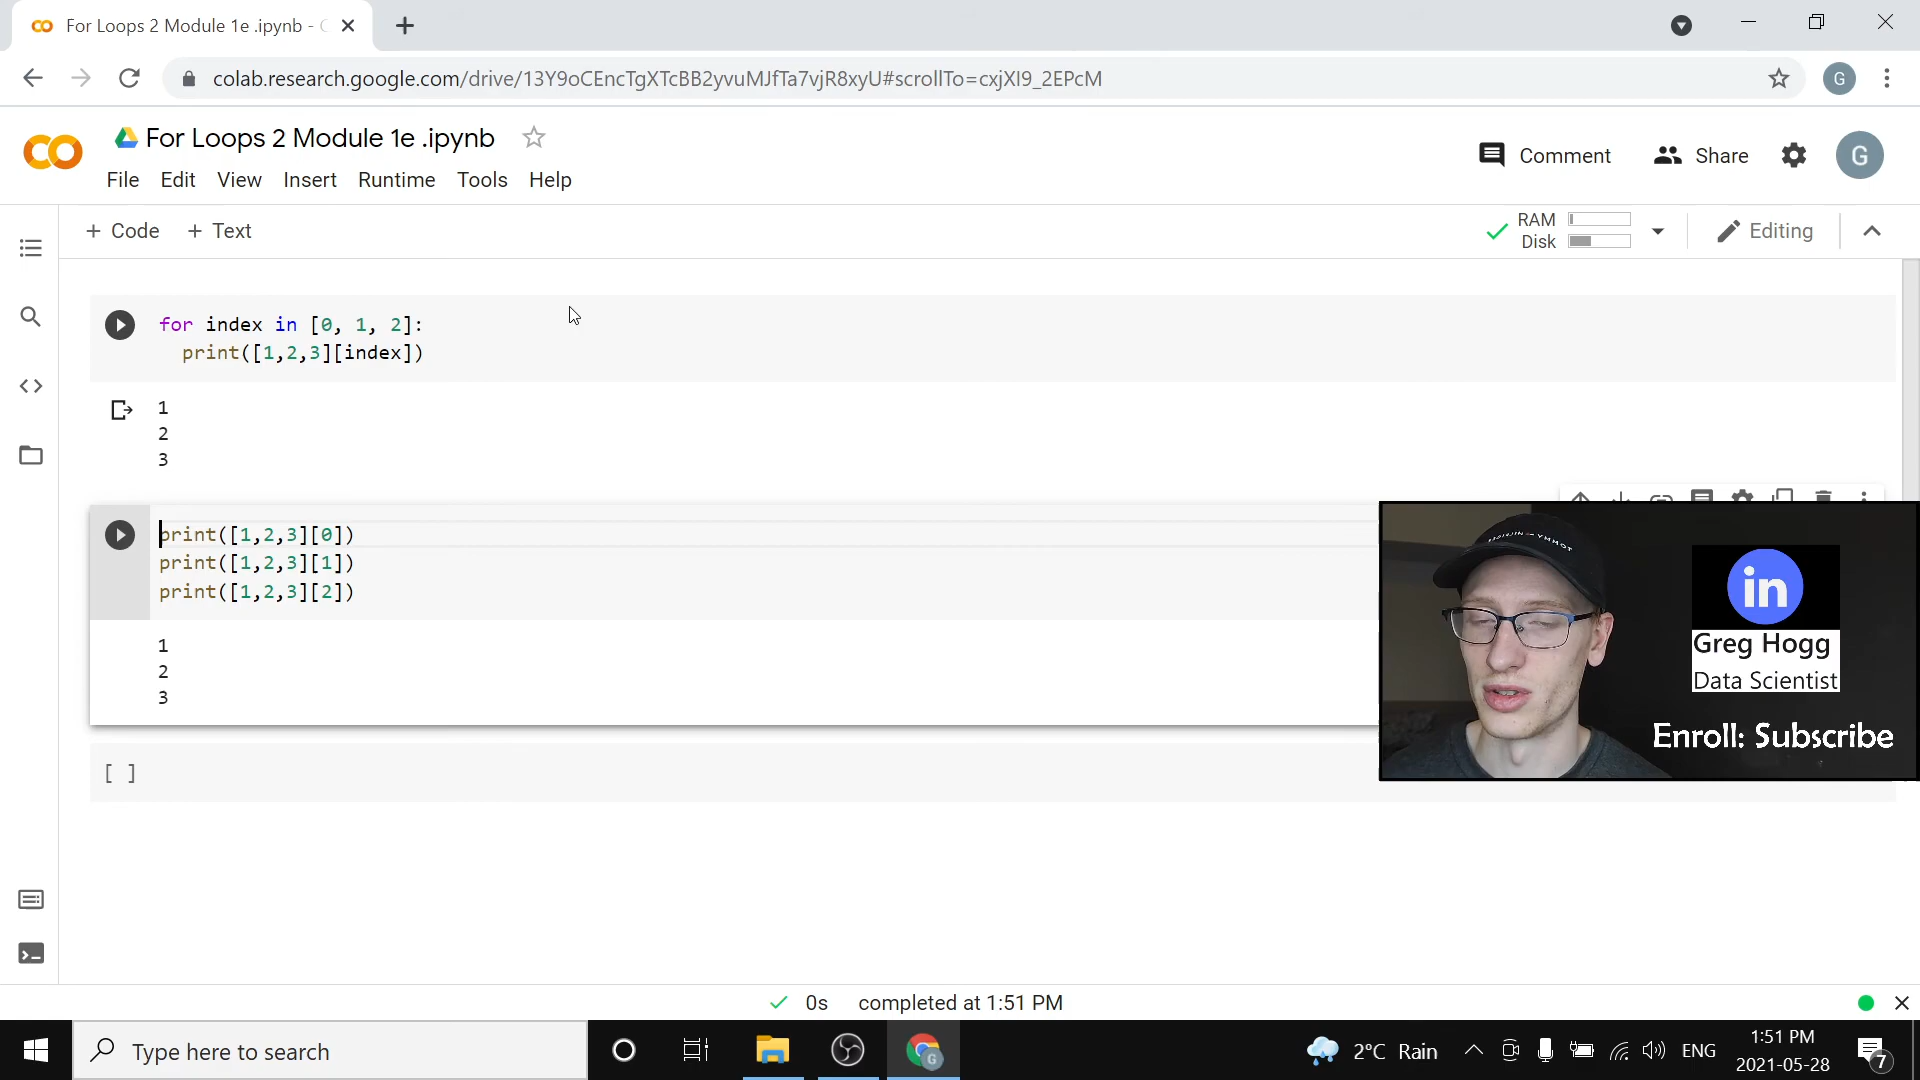 For Loops 2 Module 1e .ipynb -
colab.research.google.com/drive/13Y9oCEncTgXTcBB2yvuMJfTa7vjR8xyU#scrollTo=cxjXI9_2EPcM
G
For Loops 2 Module 1e .ipynb
Comment
Share
G
File Edit View Insert Runtime Tools Help
+ Code + Text
RAM
Disk
Editing
for index in [0, 1, 2]:
print([1,2,3][index])
1
2
3
print([1,2,3][0])
print([1,2,3][1])
print([1,2,3][2])
1
2
3
[ ]
in
Greg Hogg
Data Scientist
Enroll: Subscribe
0s completed at 1:51 PM
Type here to search
G
2°C Rain
ENG
1:51 PM
2021-05-28
7